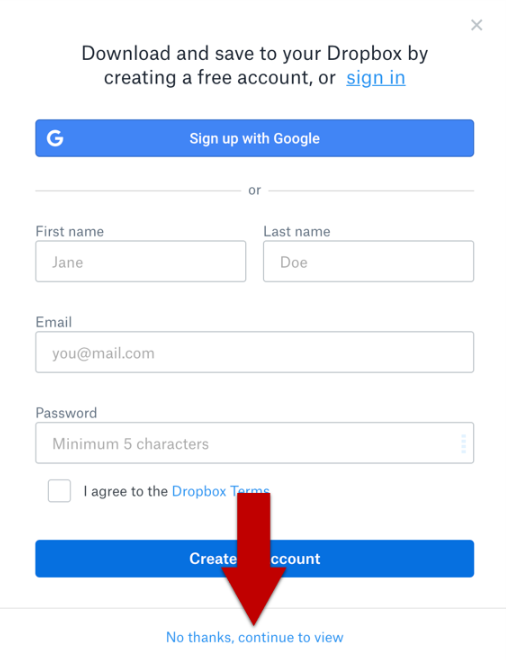 Download and save to your Dropbox by
creating a free account, or sign in
Sign up with Google
or
First name
Last name
Jane
Doe
Email
you@mail.com
Password
Minimum 5 characters
I agree to the Dropbox Terms
Create ccount
No thanks, continue to view